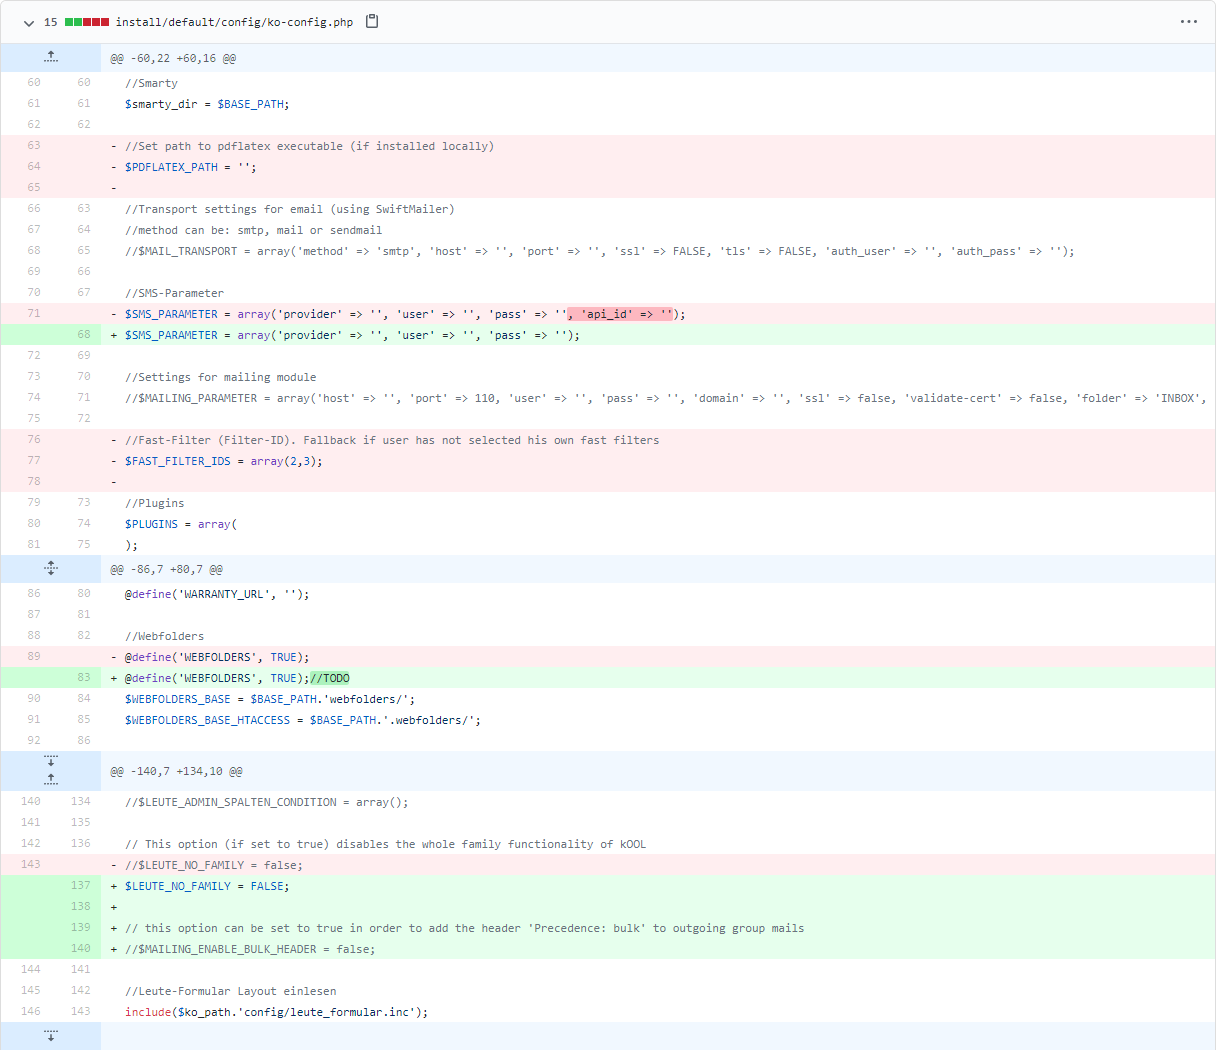 15 install/default/config/ko-config.php
@@ -60,22 +60,16 @@
60 60 //Smarty
61 61 $smarty_dir = $BASE_PATH;
62 62
63 - //Set path to pdflatex executable (if installed locally)
64 - $PDFLATEX_PATH = '';
65 -
66 63 //Transport settings for email (using SwiftMailer)
67 64 //method can be: smtp, mail or sendmail
68 65 //$MAIL_TRANSPORT = array('method' => 'smtp', 'host' => '', 'port' => '', 'ssl' => FALSE, 'tls' => FALSE, 'auth_user' => '', 'auth_pass' => '');
69 66
70 67 //SMS-Parameter
71 - $SMS_PARAMETER = array('provider' => '', 'user' => '', 'pass' => '', 'api_id' => '');
68 + $SMS_PARAMETER = array('provider' => '', 'user' => '', 'pass' => '');
72 69
73 70 //Settings for mailing module
74 71 //$MAILING_PARAMETER = array('host' => '', 'port' => 110, 'user' => '', 'pass' => '', 'domain' => '', 'ssl' => false, 'validate-cert' => false, 'folder' => 'INBOX',
75 72
76 - //Fast-Filter (Filter-ID). Fallback if user has not selected his own fast filters
77 - $FAST_FILTER_IDS = array(2,3);
78 -
79 73 //Plugins
80 74 $PLUGINS = array(
81 75 );
@@ -86,7 +80,7 @@
86 80 @define('WARRANTY_URL', '');
87 81
88 82 //Webfolders
89 - @define('WEBFOLDERS', TRUE);
83 + @define('WEBFOLDERS', TRUE);//TODO
90 84 $WEBFOLDERS_BASE = $BASE_PATH.'webfolders/';
91 85 $WEBFOLDERS_BASE_HTACCESS = $BASE_PATH.'.webfolders/';
92 86
@@ -140,7 +134,10 @@
140 134 //$LEUTE_ADMIN_SPALTEN_CONDITION = array();
141 135
142 136 // This option (if set to true) disables the whole family functionality of kOOL
143 - //$LEUTE_NO_FAMILY = false;
137 + $LEUTE_NO_FAMILY = FALSE;
138 +
139 + // this option can be set to true in order to add the header 'Precedence: bulk' to outgoing group mails
140 + //$MAILING_ENABLE_BULK_HEADER = false;
144 141
145 142 //Leute-Formular Layout einlesen
146 143 include($ko_path.'config/leute_formular.inc');